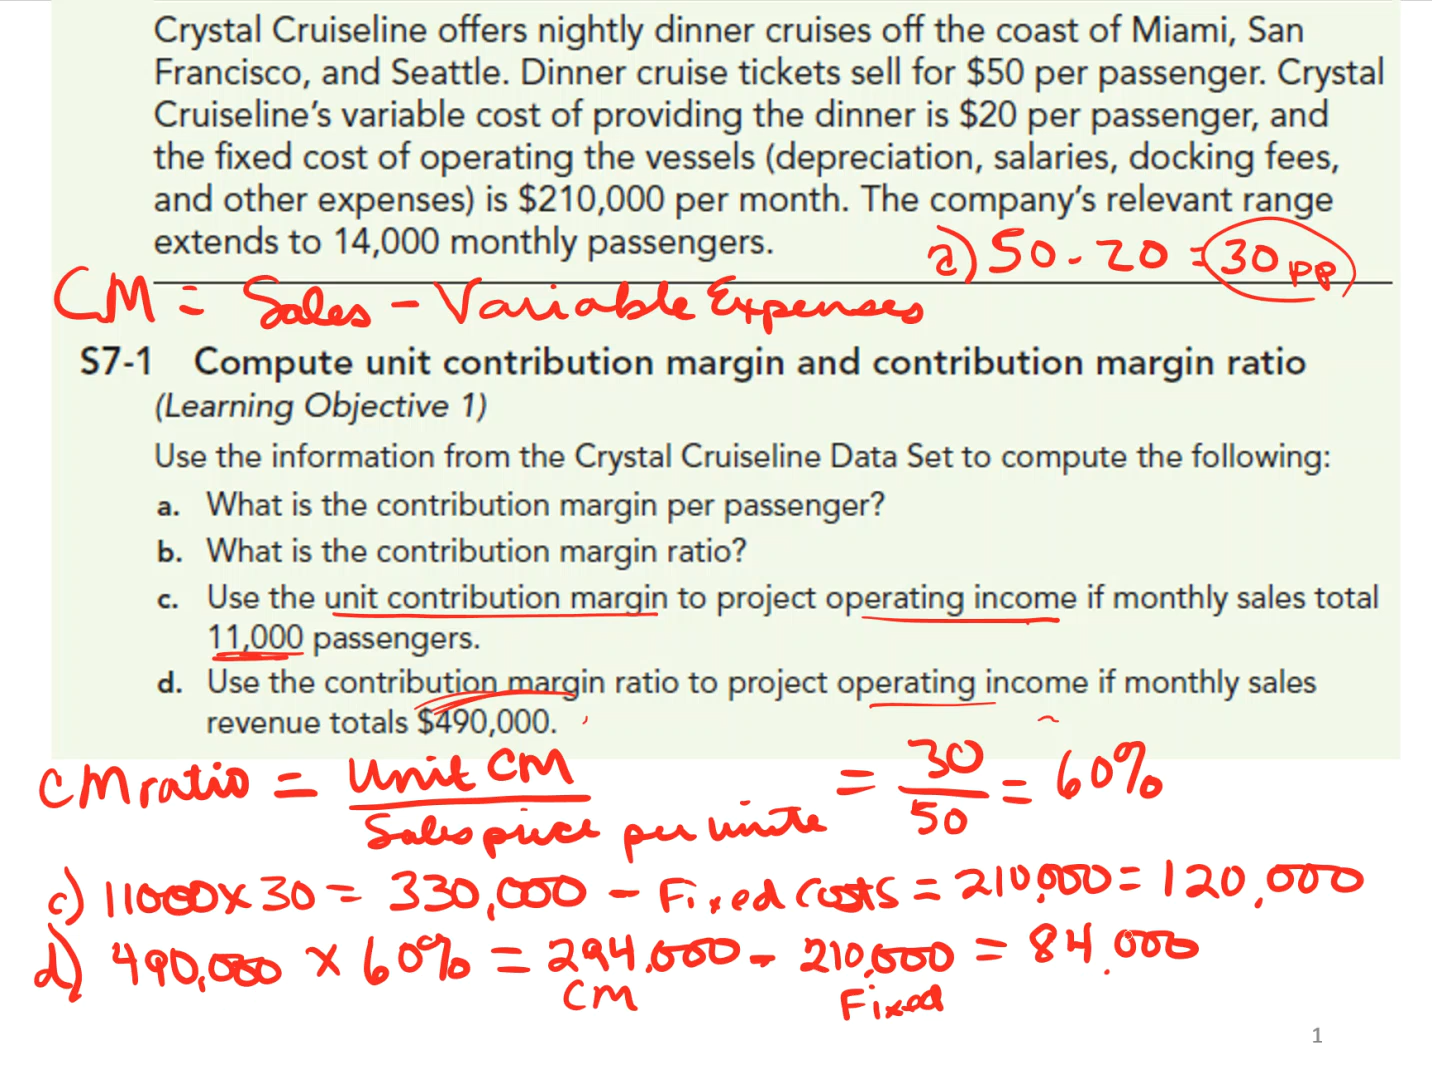 Crystal Cruiseline offers nightly dinner cruises off the coast of Miami, San
Francisco, and Seattle. Dinner cruise tickets sell for $50 per passenger. Crystal
Cruiseline's variable cost of providing the dinner is $20 per passenger, and
the fixed cost of operating the vessels (depreciation, salaries, docking fees,
and other expenses) is $210,000 per month. The company's relevant range
extends to 14,000 monthly passengers.
a) 50 - 20 = 30 pp
CM = Sales - Variable Expenses
S7-1 Compute unit contribution margin and contribution margin ratio
(Learning Objective 1)
Use the information from the Crystal Cruiseline Data Set to compute the following:
a. What is the contribution margin per passenger?
b. What is the contribution margin ratio?
c. Use the unit contribution margin to project operating income if monthly sales total
11,000 passengers.
d. Use the contribution margin ratio to project operating income if monthly sales
revenue totals $490,000.
CM ratio = Unit CM = 30 = 60%
Sales price per unit 50
c) 11000 x 30 = 330,000 - Fixed Costs = 210,000 = 120,000
d) 490,000 x 60% = 294,000 - 210,000 = 84,000
CM Fixed
1